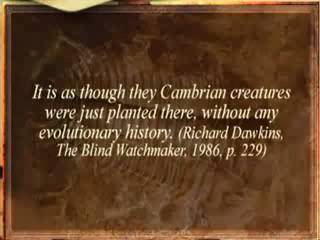 It is as though they Cambrian creatures
were just planted there, without any
evolutionary history. (Richard Dawkins,
The Blind Watchmaker, 1986, p. 229)